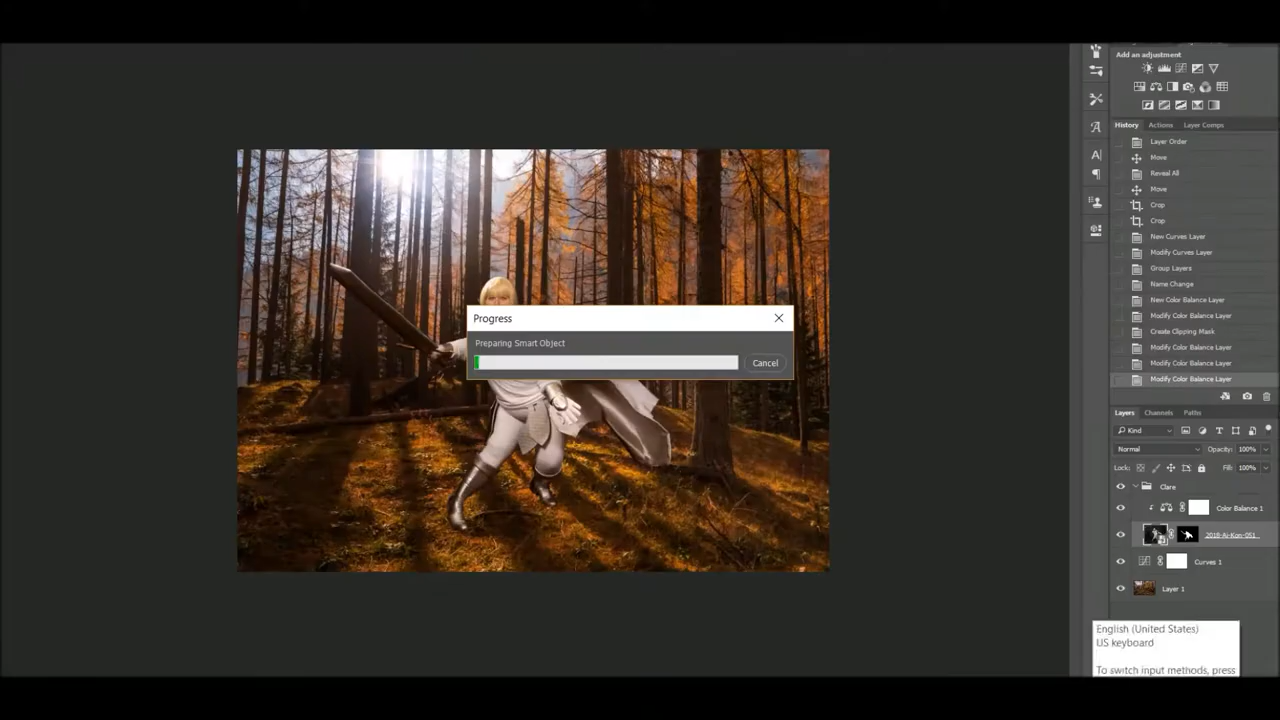 Add an adjustment
History Actions Layer Comps
Layer Order
Move
Reveal All
Move
Crop
Crop
New Curves Layer
Modify Curves Layer
Group Layers
Name Change
New Color Balance Layer
Modify Color Balance Layer
Create Clipping Mask
Modify Color Balance Layer
Modify Color Balance Layer
Modify Color Balance Layer
Progress
Preparing Smart Object
Cancel
Layers Channels Paths
Kind
Normal Opacity: 100%
Lock: Fill: 100%
Clare
Color Balance 1
2018-Ai-Kon-051...
Curves 1
Layer 1
English (United States)
US keyboard
To switch input methods, press